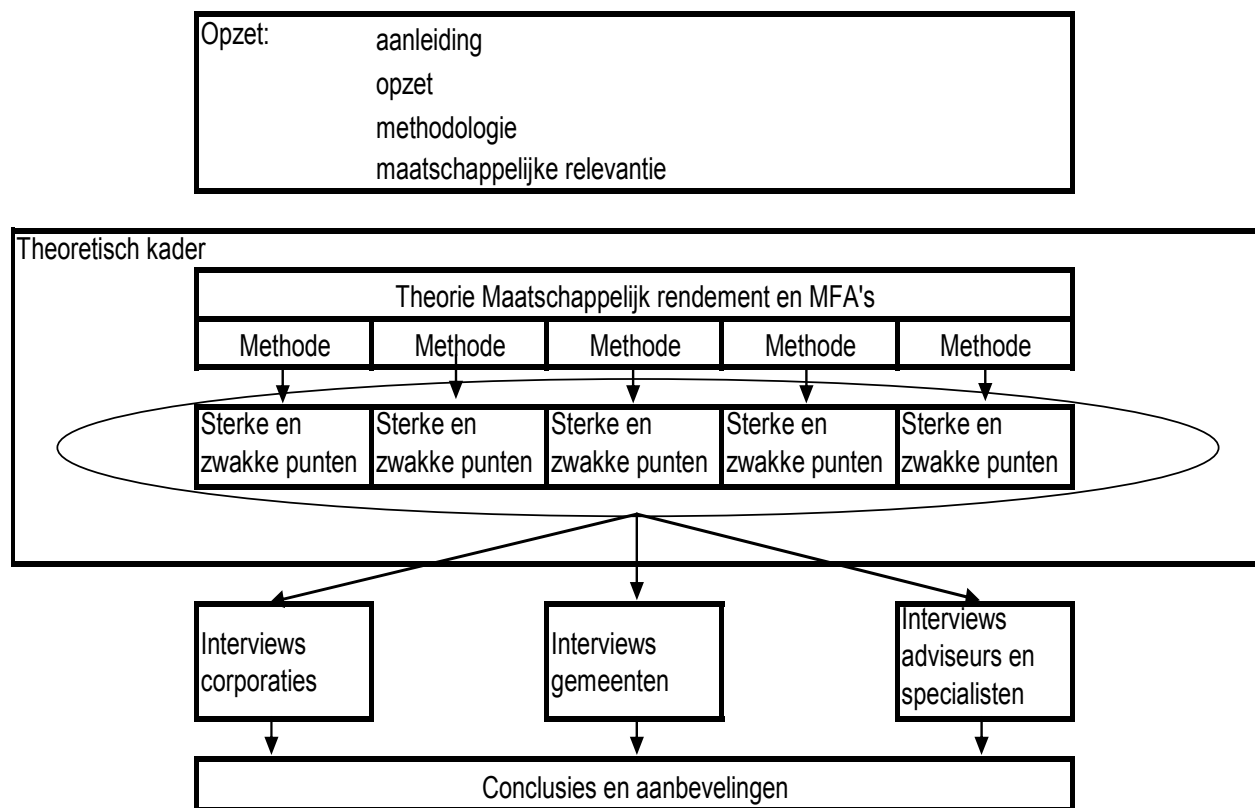 Opzet: aanleiding
opzet
methodologie
maatschappelijke relevantie
Theoretisch kader
Theorie Maatschappelijk rendement en MFA's
Methode Methode Methode Methode Methode
Sterke en Sterke en Sterke en Sterke en Sterke en
zwakke punten zwakke punten zwakke punten zwakke punten zwakke punten
Interviews
corporaties
Interviews
gemeenten
Interviews
adviseurs en
specialisten
Conclusies en aanbevelingen